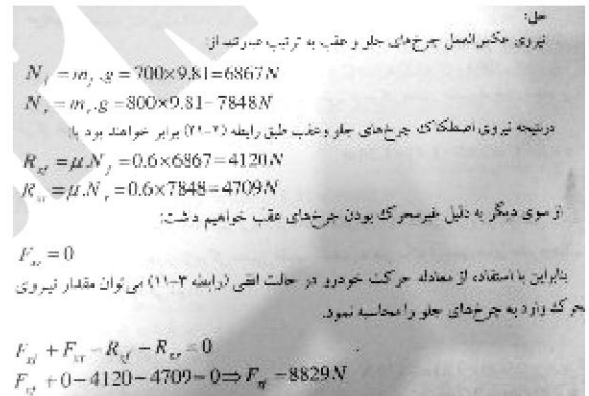 حل:
نیروی عکس‌العمل چرخ‌های جلو و عقب به ترتیب عبارتند از:
N_f = m_f .g = 700×9.81=6867N
N_r = m_r .g = 800×9.81=7848N
درنتیجه نیروی اصطکاک چرخ‌های جلو وعقب طبق رابطه (۲-۲۱) برابر خواهند بود با:
R_xf = μ.N_f = 0.6×6867=4120N
R_xr = μ.N_r = 0.6×7848=4709N
از سوی دیگر به دلیل غیرمحرک بودن چرخ‌های عقب خواهیم داشت:
F_xr = 0
بنابراین با استفاده از معادله حرکت خودرو در حالت افقی (رابطه ۳-۱۱) می‌توان مقدار نیروی
محرکه وارد به چرخ‌های جلو را محاسبه نمود.
F_xf + F_xr - R_xf - R_xr = 0
F_xf + 0 - 4120 - 4709 = 0 ⇒ F_xf = 8829N